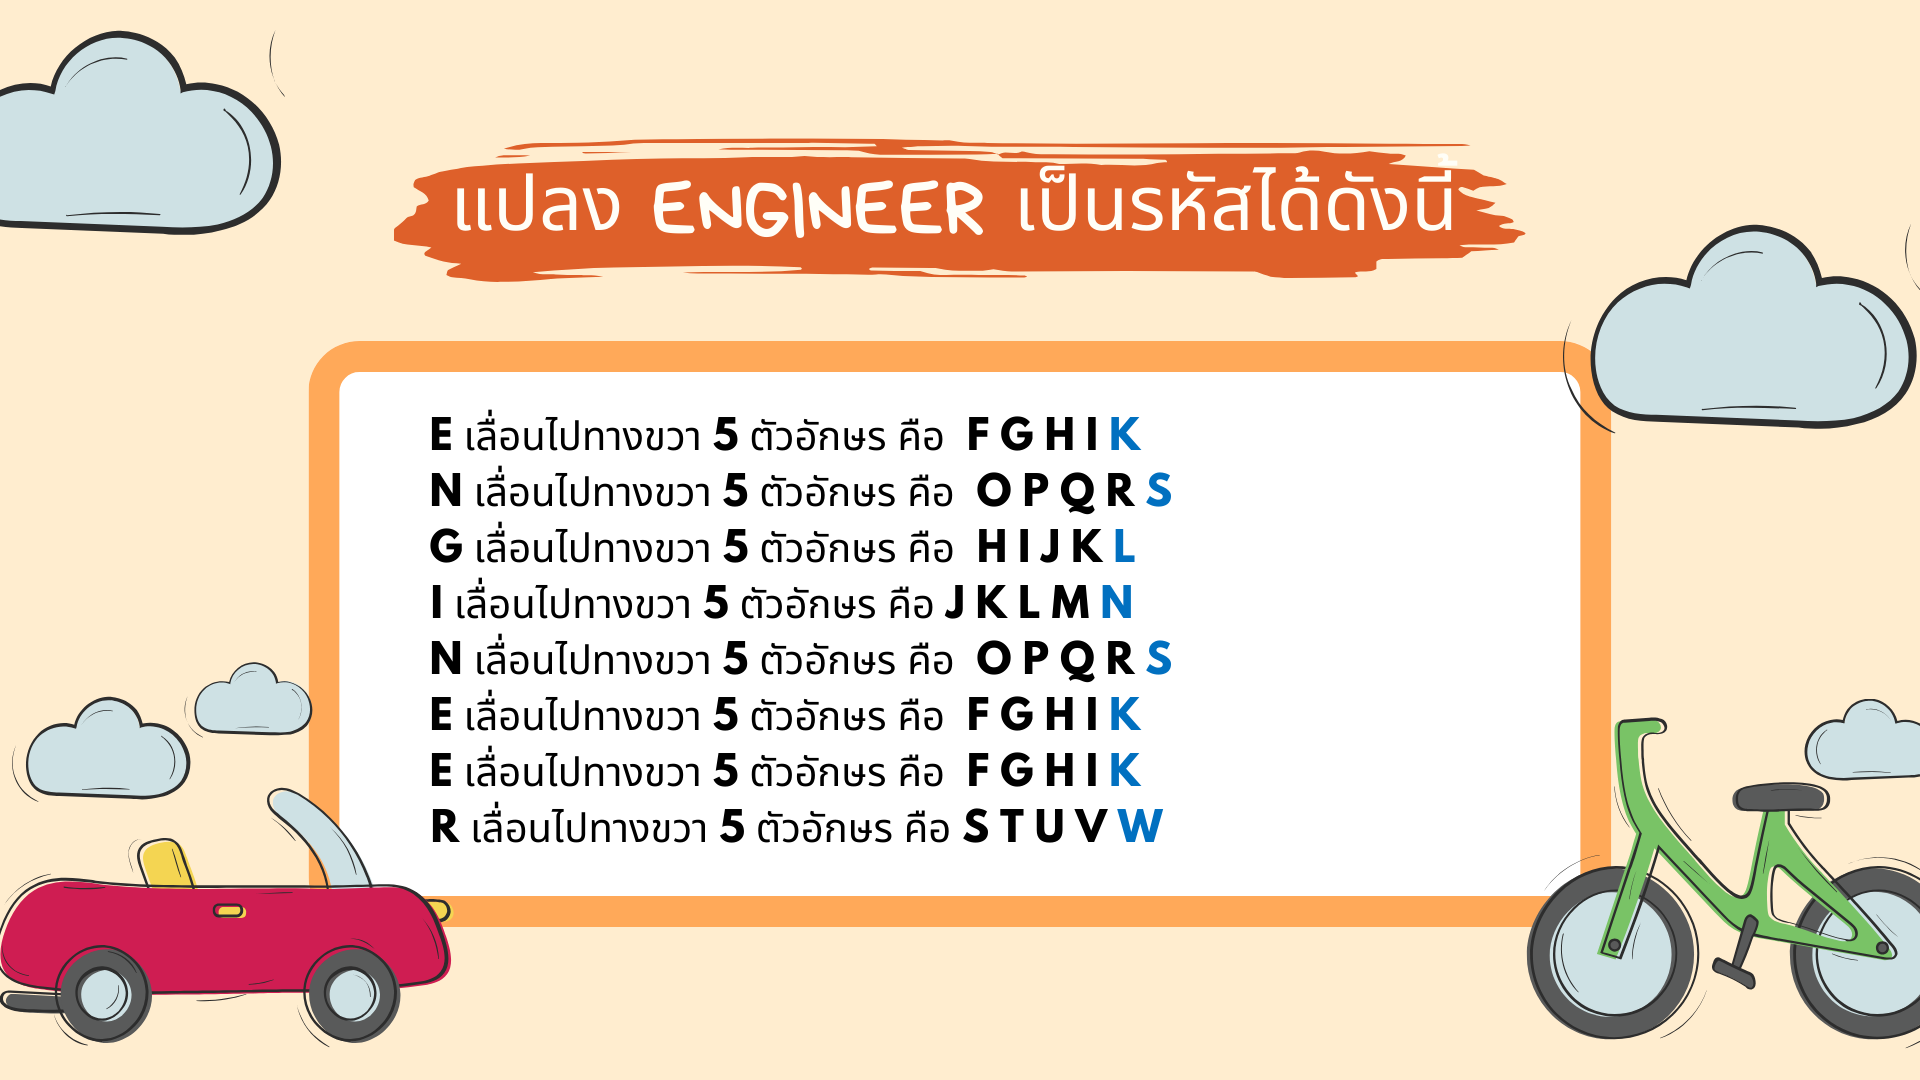 แปลง ENGINEER เป็นรหัสได้ดังนี้
E เลื่อนไปทางขวา 5 ตัวอักษร คือ F G H I K
N เลื่อนไปทางขวา 5 ตัวอักษร คือ O P Q R S
G เลื่อนไปทางขวา 5 ตัวอักษร คือ H I J K L
I เลื่อนไปทางขวา 5 ตัวอักษร คือ J K L M N
N เลื่อนไปทางขวา 5 ตัวอักษร คือ O P Q R S
E เลื่อนไปทางขวา 5 ตัวอักษร คือ F G H I K
E เลื่อนไปทางขวา 5 ตัวอักษร คือ F G H I K
R เลื่อนไปทางขวา 5 ตัวอักษร คือ S T U V W